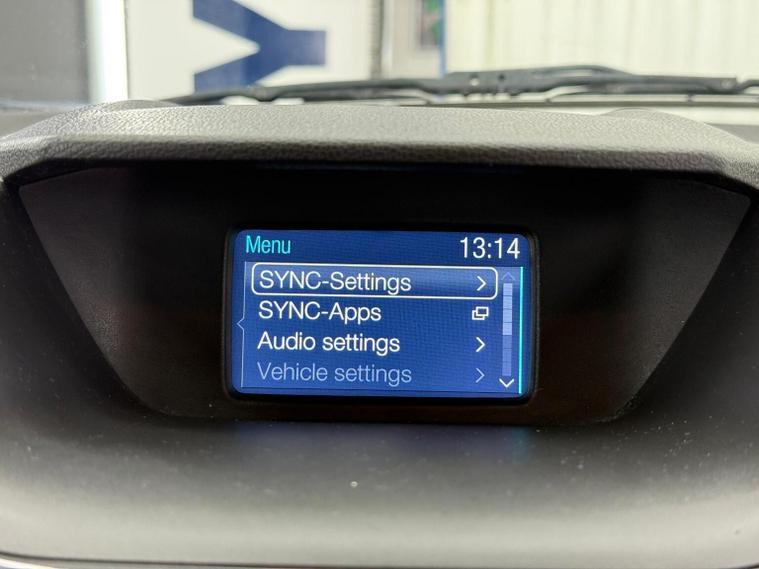 Y
Menu 13:14
SYNC-Settings
SYNC-Apps
Audio settings
Vehicle settings